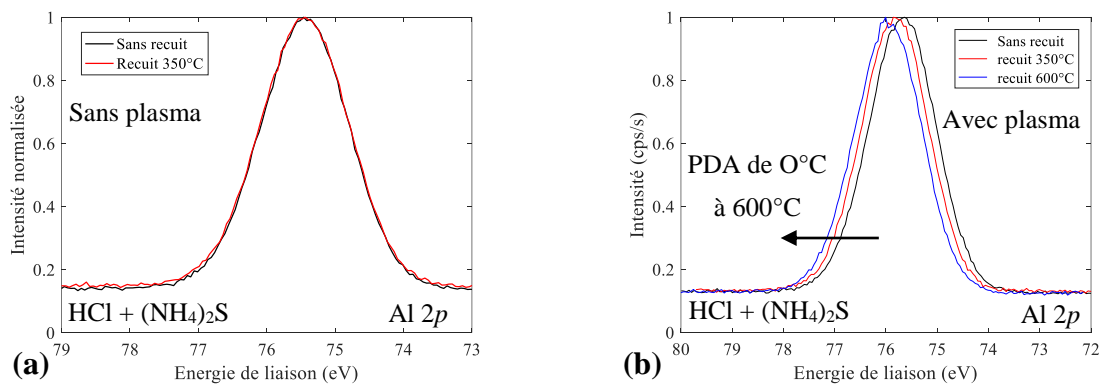 Intensité normalisée
1
0.8
0.6
0.4
0.2
0
Sans recuit
Recuit 350°C
Sans plasma
HCl + (NH₄)₂S
Al 2p
79 78 77 76 75 74 73
(a)
Energie de liaison (eV)
Intensité (cps/s)
1
0.8
0.6
0.4
0.2
0
Sans recuit
recuit 350°C
recuit 600°C
Avec plasma
PDA de O°C
à 600°C
HCl + (NH₄)₂S
Al 2p
80 79 78 77 76 75 74 73 72
(b)
Energie de liaison (eV)